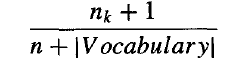 n_k + 1
n + |Vocabulary|